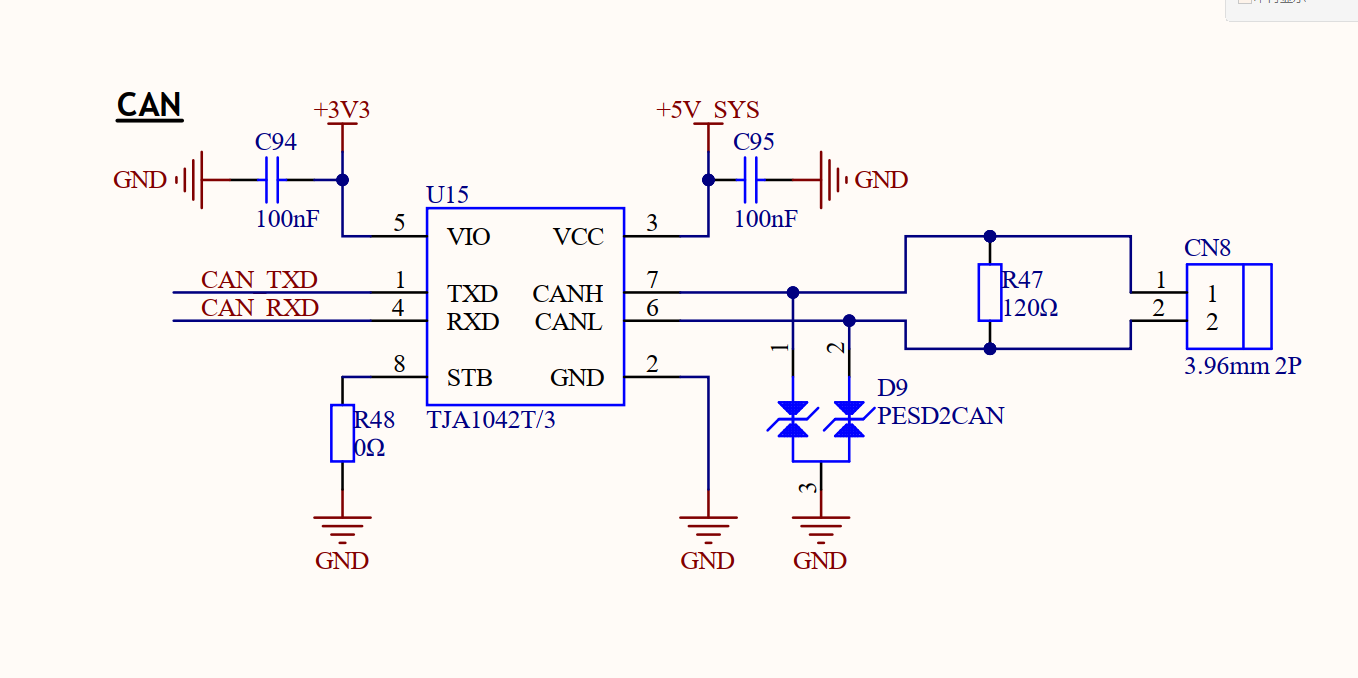 CAN
+3V3
+5V_SYS
C94
C95
GND
GND
100nF
100nF
U15
5
VIO
VCC
3
CN8
CAN_TXD
1
TXD
CANH
7
R47
1
1
CAN_RXD
4
RXD
CANL
6
120Ω
2
2
1
2
3.96mm 2P
8
STB
GND
2
D9
R48
TJA1042T/3
PESD2CAN
0Ω
3
GND
GND
GND